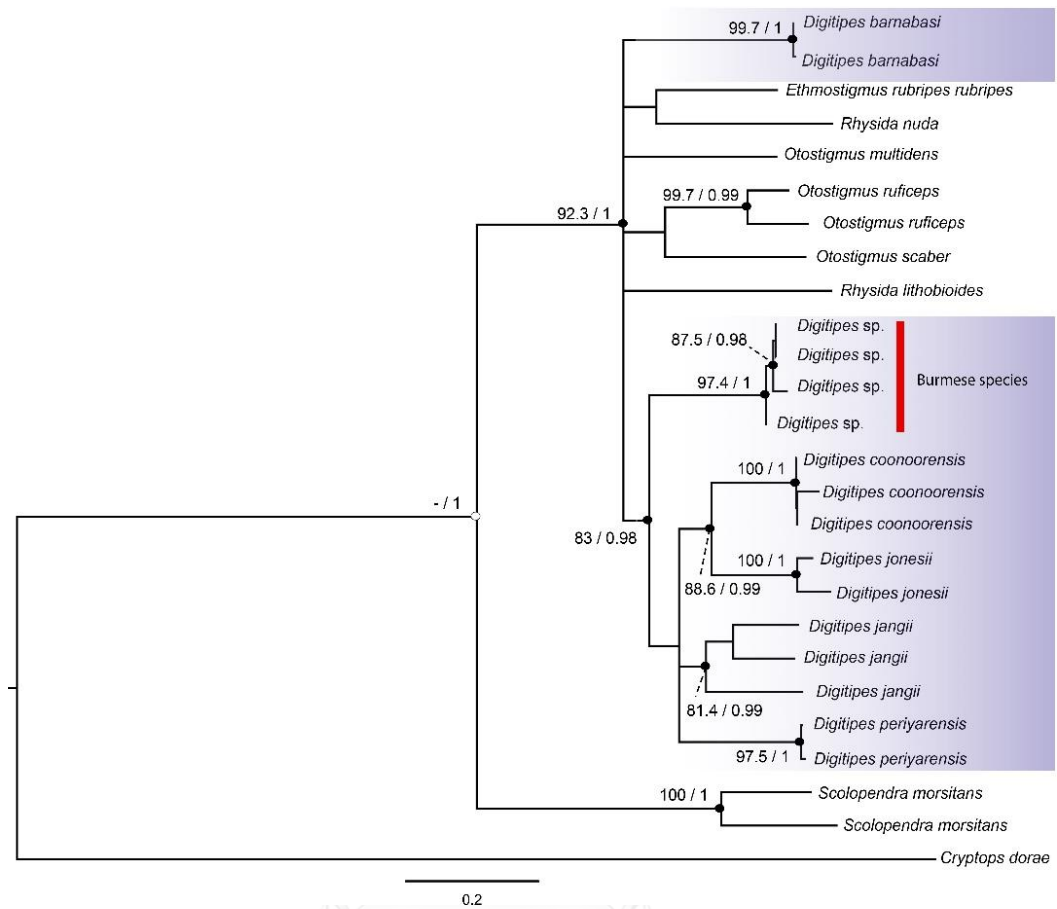 99.7 / 1
Digitipes barnabasi
Digitipes barnabasi
Ethmostigmus rubripes rubripes
Rhysida nuda
Otostigmus multidens
99.7 / 0.99
Otostigmus ruficeps
92.3 / 1
Otostigmus ruficeps
Otostigmus scaber
Rhysida lithobioides
Digitipes sp.
87.5 / 0.98
Digitipes sp.
97.4 / 1
Digitipes sp.
Burmese species
Digitipes sp.
Digitipes coonoorensis
100 / 1
Digitipes coonoorensis
- / 1
Digitipes coonoorensis
83 / 0.98
100 / 1
Digitipes jonesii
88.6 / 0.99
Digitipes jonesii
Digitipes jangii
Digitipes jangii
Digitipes jangii
81.4 / 0.99
Digitipes periyarensis
97.5 / 1
Digitipes periyarensis
100 / 1
Scolopendra morsitans
Scolopendra morsitans
Cryptops dorae
0.2